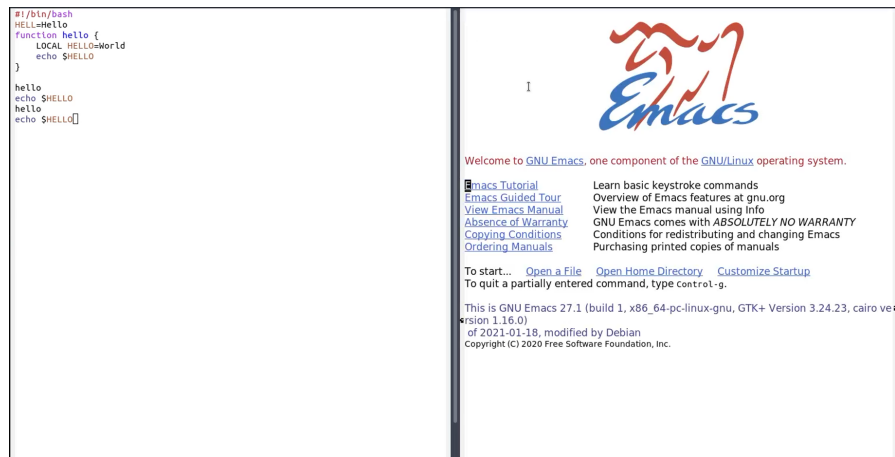 #!/bin/bash
HELL=Hello
function hello {
    LOCAL HELLO=World
    echo $HELLO
}
hello
echo $HELLO
hello
echo $HELLO
Emacs
Welcome to GNU Emacs, one component of the GNU/Linux operating system.
Emacs Tutorial Learn basic keystroke commands
Emacs Guided Tour Overview of Emacs features at gnu.org
View Emacs Manual View the Emacs manual using Info
Absence of Warranty GNU Emacs comes with ABSOLUTELY NO WARRANTY
Copying Conditions Conditions for redistributing and changing Emacs
Ordering Manuals Purchasing printed copies of manuals
To start... Open a File Open Home Directory Customize Startup
To quit a partially entered command, type Control-g.
This is GNU Emacs 27.1 (build 1, x86_64-pc-linux-gnu, GTK+ Version 3.24.23, cairo ve
rsion 1.16.0)
of 2021-01-18, modified by Debian
Copyright (C) 2020 Free Software Foundation, Inc.